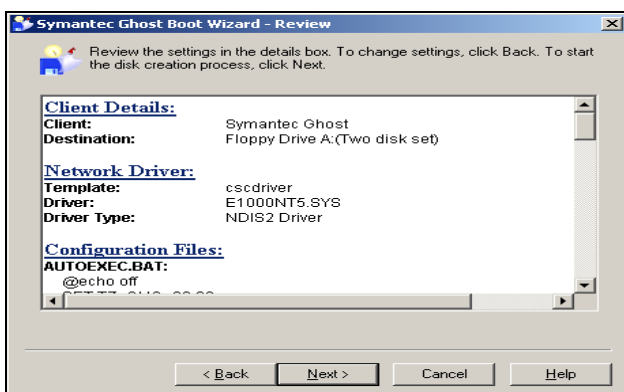 Symantec Ghost Boot Wizard - Review
Review the settings in the details box. To change settings, click Back. To start
the disk creation process, click Next.
Client Details:
Client: Symantec Ghost
Destination: Floppy Drive A:(Two disk set)
Network Driver:
Template: cscdriver
Driver: E1000NT5.SYS
Driver Type: NDIS2 Driver
Configuration Files:
AUTOEXEC.BAT:
@echo off
< Back Next > Cancel Help